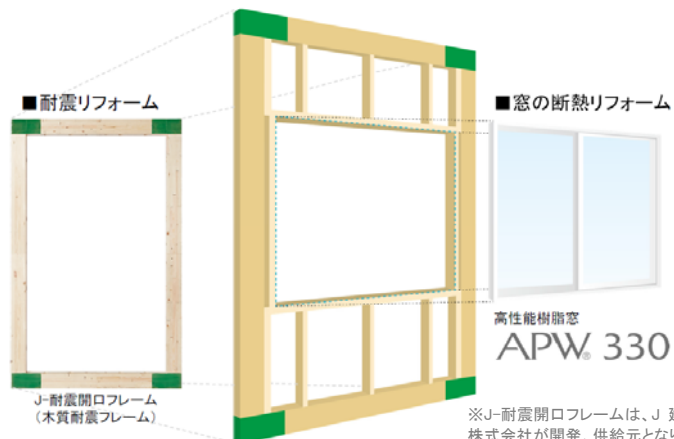 ■耐震リフォーム
■窓の断熱リフォーム
高性能樹脂窓
APW® 330
J-耐震開口フレーム
（木質耐震フレーム）
※J-耐震開口フレームは、J 建
株式会社が開発、供給元とな